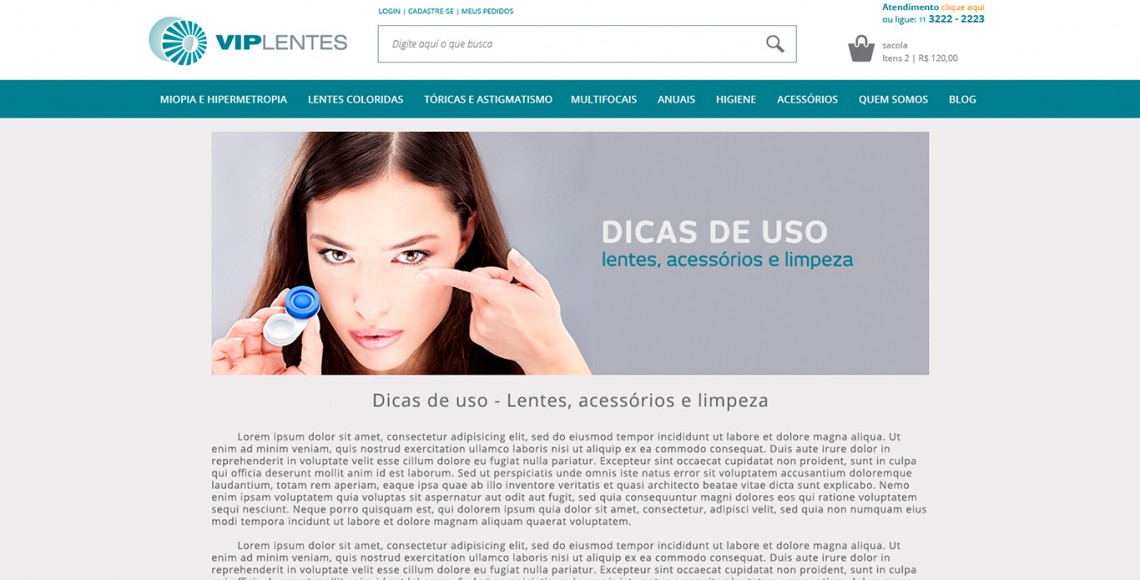 LOGIN | CADASTRE-SE | MEUS PEDIDOS
Atendimento clique aqui
ou ligue: 11 3222 - 2223
VIPLENTES
Digite aqui o que busca
sacola
Itens 2 | R$ 120,00
MIOPIA E HIPERMETROPIA LENTES COLORIDAS TÓRICAS E ASTIGMATISMO MULTIFOCAIS ANUAIS HIGIENE ACESSÓRIOS QUEM SOMOS BLOG
DICAS DE USO
lentes, acessórios e limpeza
Dicas de uso - Lentes, acessórios e limpeza
Lorem ipsum dolor sit amet, consectetur adipisicing elit, sed do eiusmod tempor incididunt ut labore et dolore magna aliqua. Ut
enim ad minim veniam, quis nostrud exercitation ullamco laboris nisi ut aliquip ex ea commodo consequat. Duis aute irure dolor in
reprehenderit in voluptate velit esse cillum dolore eu fugiat nulla pariatur. Excepteur sint occaecat cupidatat non proident, sunt in culpa
qui officia deserunt mollit anim id est laborum. Sed ut perspiciatis unde omnis iste natus error sit voluptatem accusantium doloremque
laudantium, totam rem aperiam, eaque ipsa quae ab illo inventore veritatis et quasi architecto beatae vitae dicta sunt explicabo. Nemo
enim ipsam voluptatem quia voluptas sit aspernatur aut odit aut fugit, sed quia consequuntur magni dolores eos qui ratione voluptatem
sequi nesciunt. Neque porro quisquam est, qui dolorem ipsum quia dolor sit amet, consectetur, adipisci velit, sed quia non numquam eius
modi tempora incidunt ut labore et dolore magnam aliquam quaerat voluptatem.
Lorem ipsum dolor sit amet, consectetur adipisicing elit, sed do eiusmod tempor incididunt ut labore et dolore magna aliqua. Ut
enim ad minim veniam, quis nostrud exercitation ullamco laboris nisi ut aliquip ex ea commodo consequat. Duis aute irure dolor in
reprehenderit in voluptate velit esse cillum dolore eu fugiat nulla pariatur. Excepteur sint occaecat cupidatat non proident, sunt in culpa